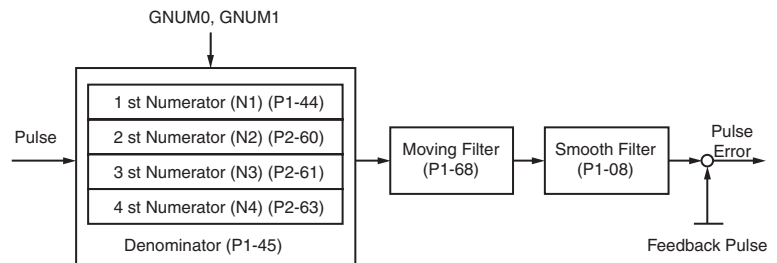 GNUM0, GNUM1
1 st Numerator (N1) (P1-44)
2 st Numerator (N2) (P2-60)
3 st Numerator (N3) (P2-61)
4 st Numerator (N4) (P2-63)
Denominator (P1-45)
Pulse
Moving Filter
(P1-68)
Smooth Filter
(P1-08)
Pulse
Error
Feedback Pulse